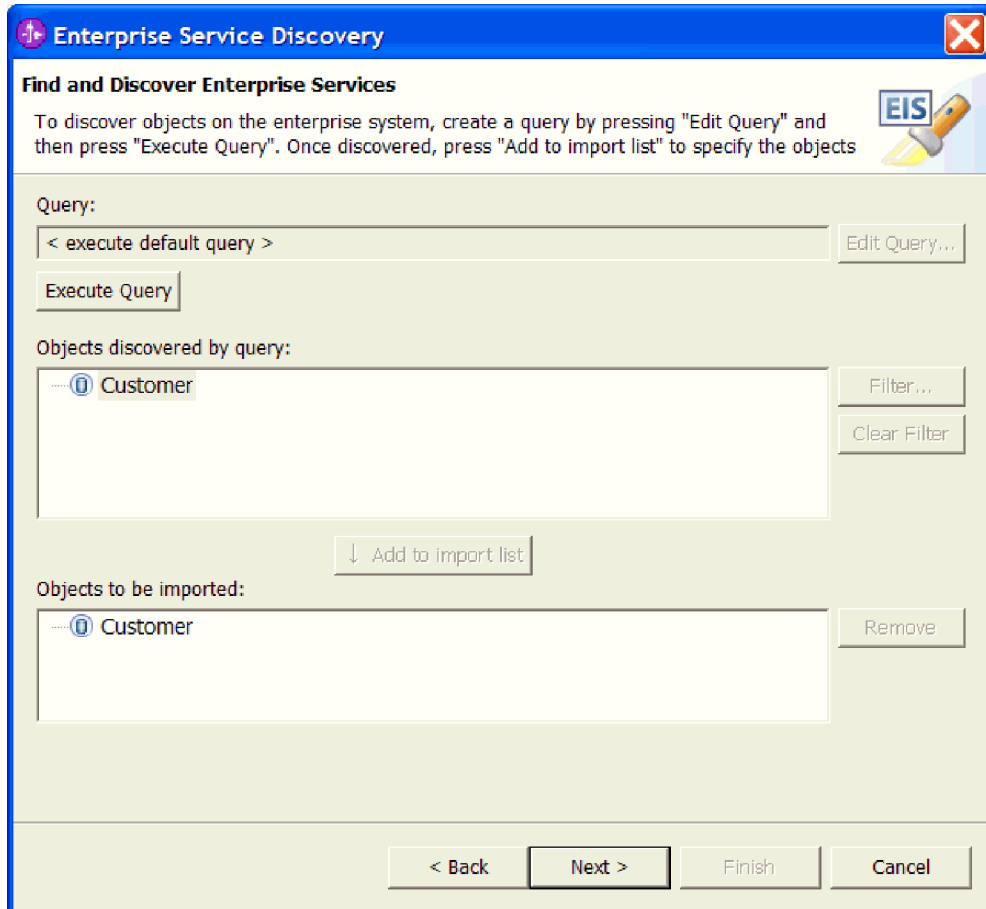 Enterprise Service Discovery
Find and Discover Enterprise Services
EIS
To discover objects on the enterprise system, create a query by pressing "Edit Query" and
then press "Execute Query". Once discovered, press "Add to import list" to specify the objects
Query:
< execute default query >
Edit Query...
Execute Query
Objects discovered by query:
Customer
Filter...
Clear Filter
↓ Add to import list
Objects to be imported:
Customer
Remove
< Back
Next >
Finish
Cancel